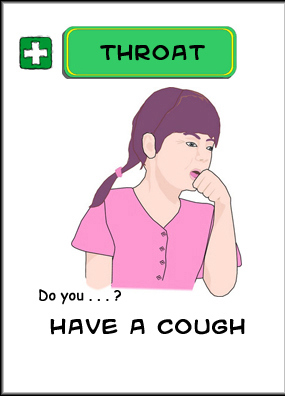 THROAT
Do you . . . ?
HAVE A COUGH